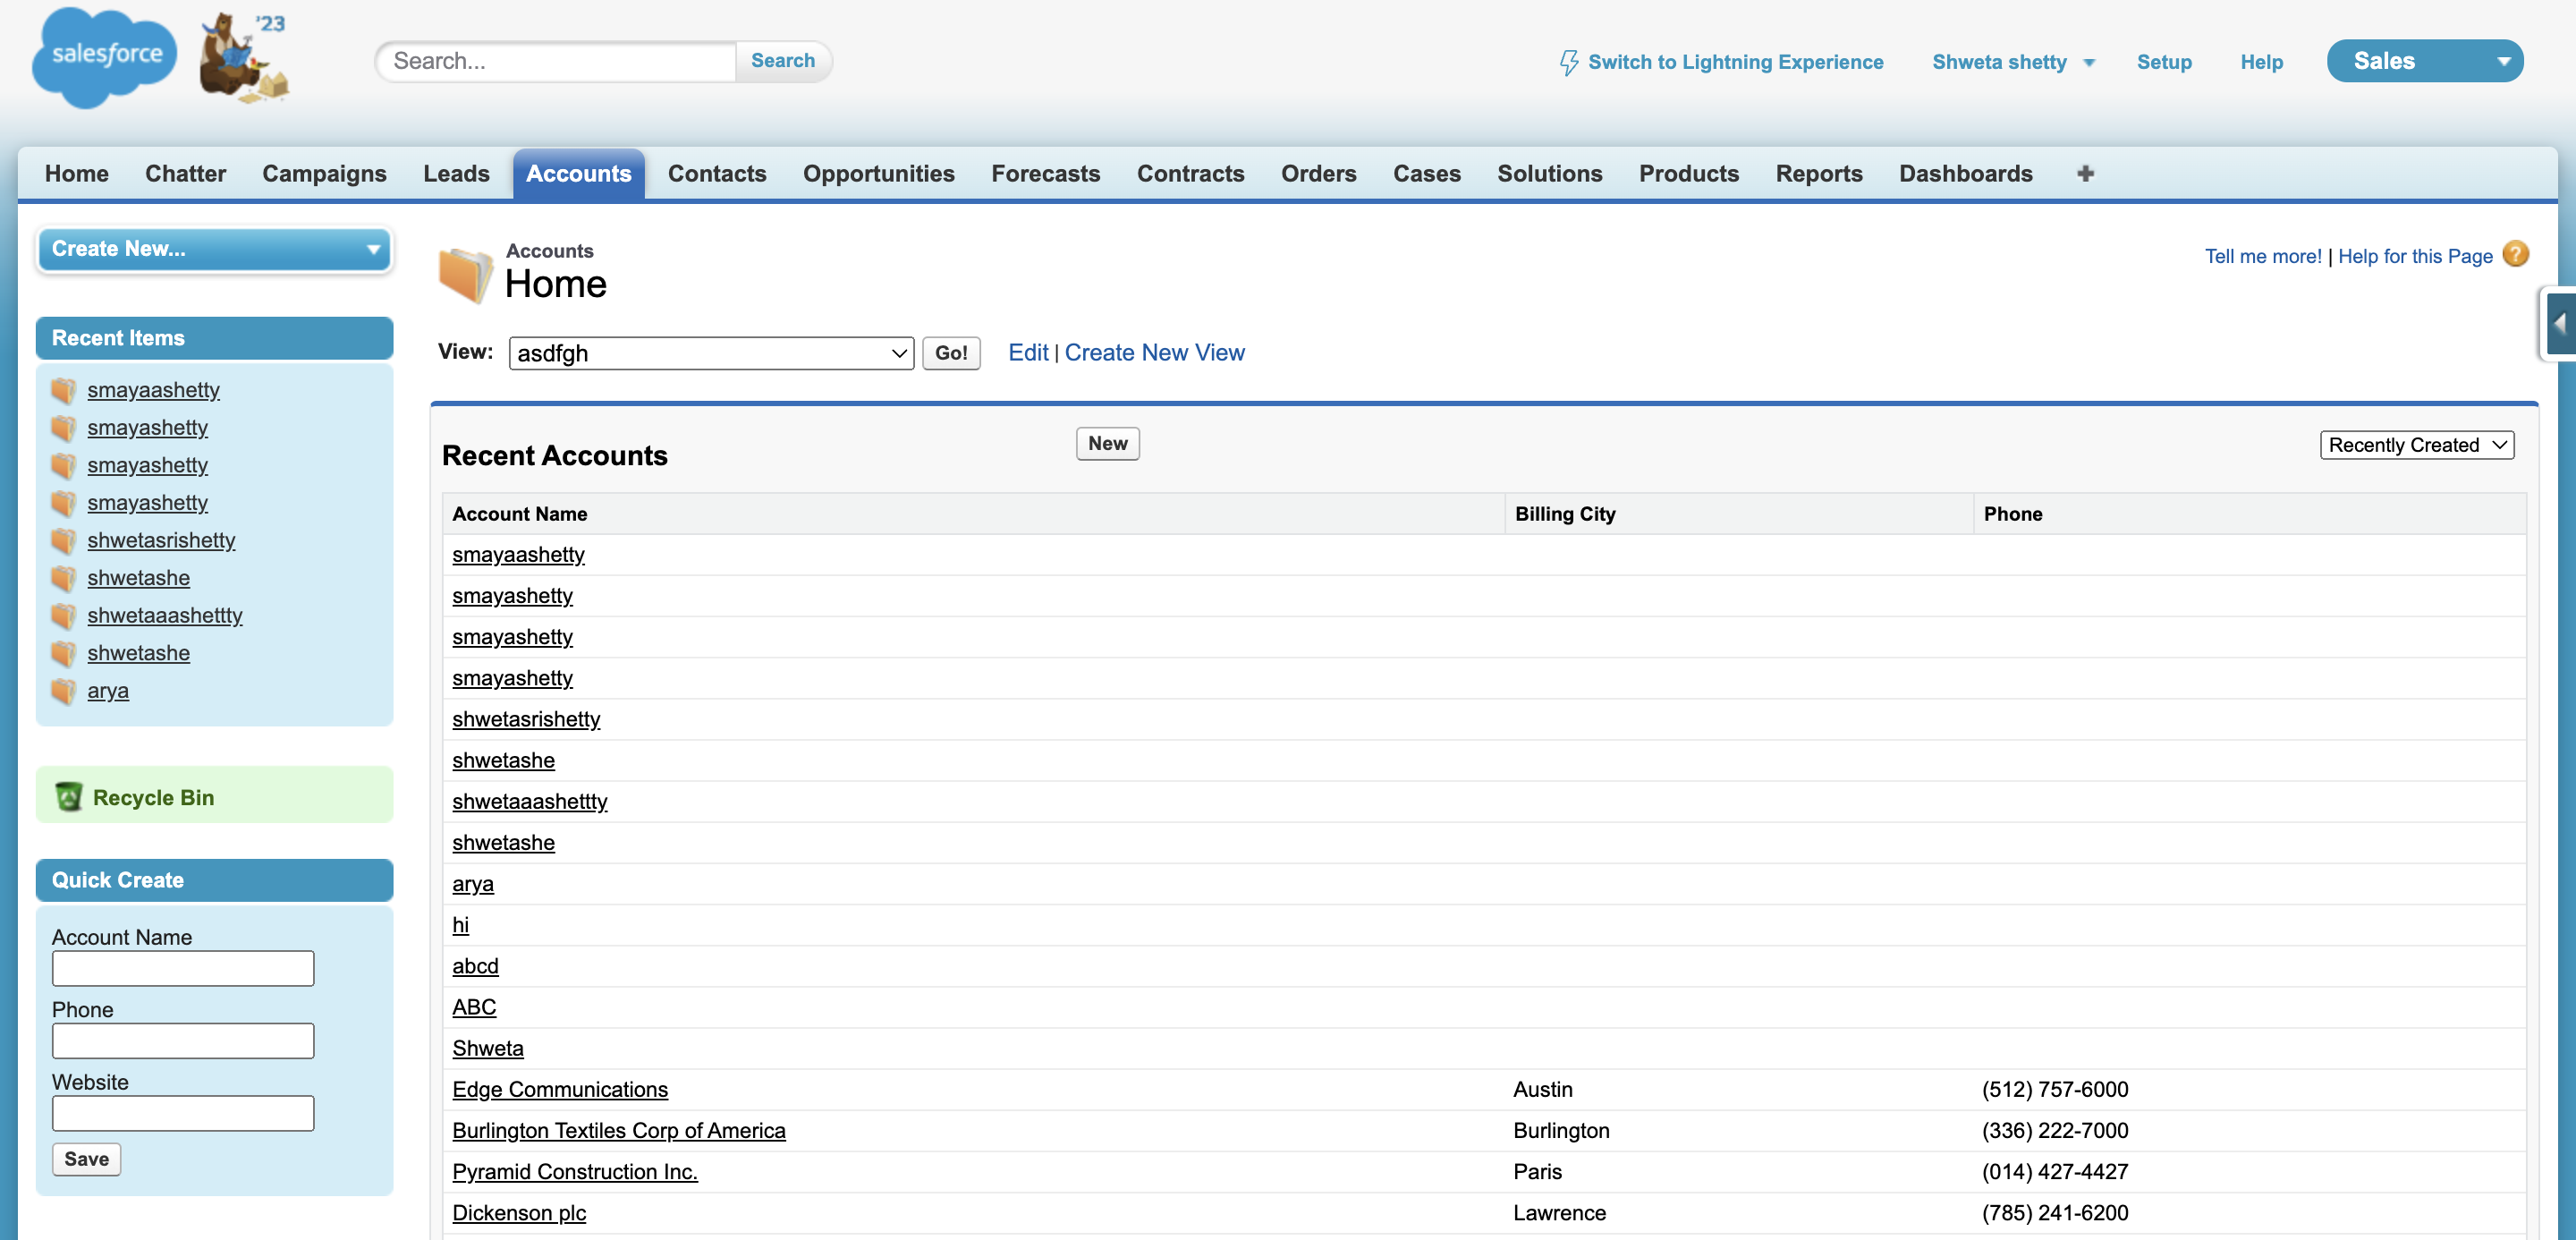 salesforce '23
Search... Search
Switch to Lightning Experience Shweta shetty Setup Help Sales
Home Chatter Campaigns Leads Accounts Contacts Opportunities Forecasts Contracts Orders Cases Solutions Products Reports Dashboards +
Create New...
Recent Items
smayaashetty
smayashetty
smayashetty
smayashetty
shwetasrishetty
shwetashe
shwetaaashettty
shwetashe
arya
Recycle Bin
Quick Create
Account Name
Phone
Website
Save
Accounts
Home
Tell me more! | Help for this Page ?
View: asdfgh Go! Edit | Create New View
Recent Accounts New Recently Created
Account Name Billing City Phone
smayaashetty
smayashetty
smayashetty
smayashetty
shwetasrishetty
shwetashe
shwetaaashettty
shwetashe
arya
hi
abcd
ABC
Shweta
Edge Communications Austin (512) 757-6000
Burlington Textiles Corp of America Burlington (336) 222-7000
Pyramid Construction Inc. Paris (014) 427-4427
Dickenson plc Lawrence (785) 241-6200